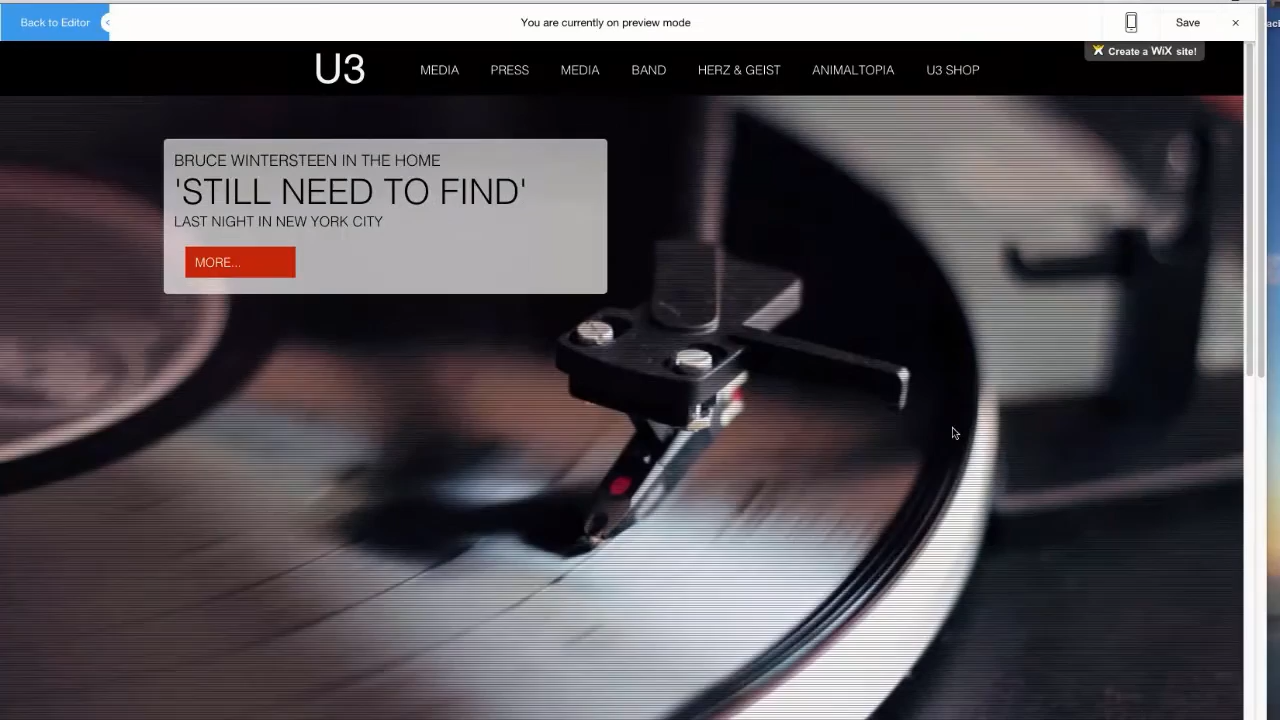 Back to Editor
You are currently on preview mode
Save
Create a WiX site!
U3
MEDIA
PRESS
MEDIA
BAND
HERZ & GEIST
ANIMALTOPIA
U3 SHOP
BRUCE WINTERSTEEN IN THE HOME
'STILL NEED TO FIND'
LAST NIGHT IN NEW YORK CITY
MORE...